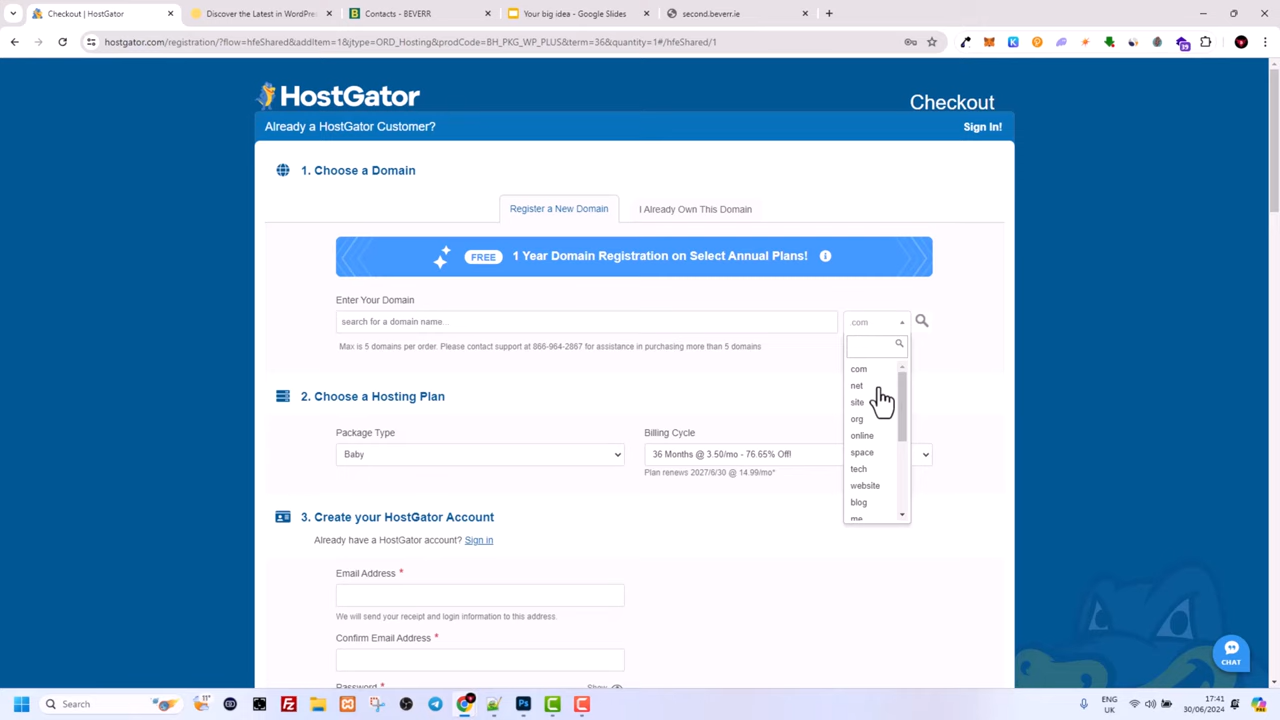 Checkout | HostGator
Discover the Latest in WordPre
Contacts - BEVERR
Your big idea - Google Slides
second.beverr.ie
hostgator.com/registration/?flow=hfeShared&addItem=1&jtype=ORD_Hosting&prodCode=BH_PKG_WP_PLUS&term=36&quantity=1#/hfeShared/1
HostGator
Checkout
Already a HostGator Customer?
Sign In!
1. Choose a Domain
Register a New Domain
I Already Own This Domain
FREE 1 Year Domain Registration on Select Annual Plans!
Enter Your Domain
search for a domain name...
com
Max is 5 domains per order. Please contact support at 866-964-2867 for assistance in purchasing more than 5 domains
com
net
site
org
online
space
tech
website
blog
me
2. Choose a Hosting Plan
Package Type
Billing Cycle
Baby
36 Months @ 3.50/mo - 76.65% Off!
Plan renews 2027/6/30 @ 14.99/mo*
3. Create your HostGator Account
Already have a HostGator account? Sign in
Email Address *
We will send your receipt and login information to this address.
Confirm Email Address *
Password *
Show
CHAT
Search
11°
ENG
UK
17:41
30/06/2024